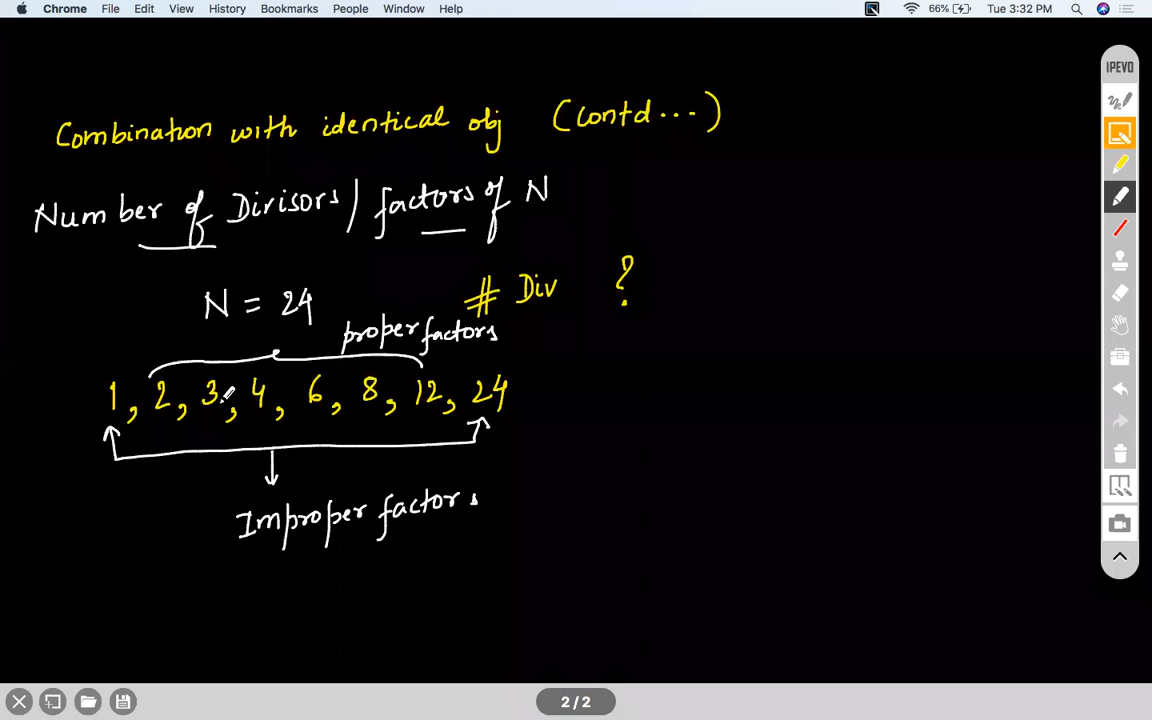 Chrome File Edit View History Bookmarks People Window Help 66% Tue 3:32 PM
IPEVO
Combination with identical obj (contd...)
Number of Divisors/ factors of N
N = 24 # Div ?
proper factors
1, 2, 3, 4, 6, 8, 12, 24
Improper factors
2/2